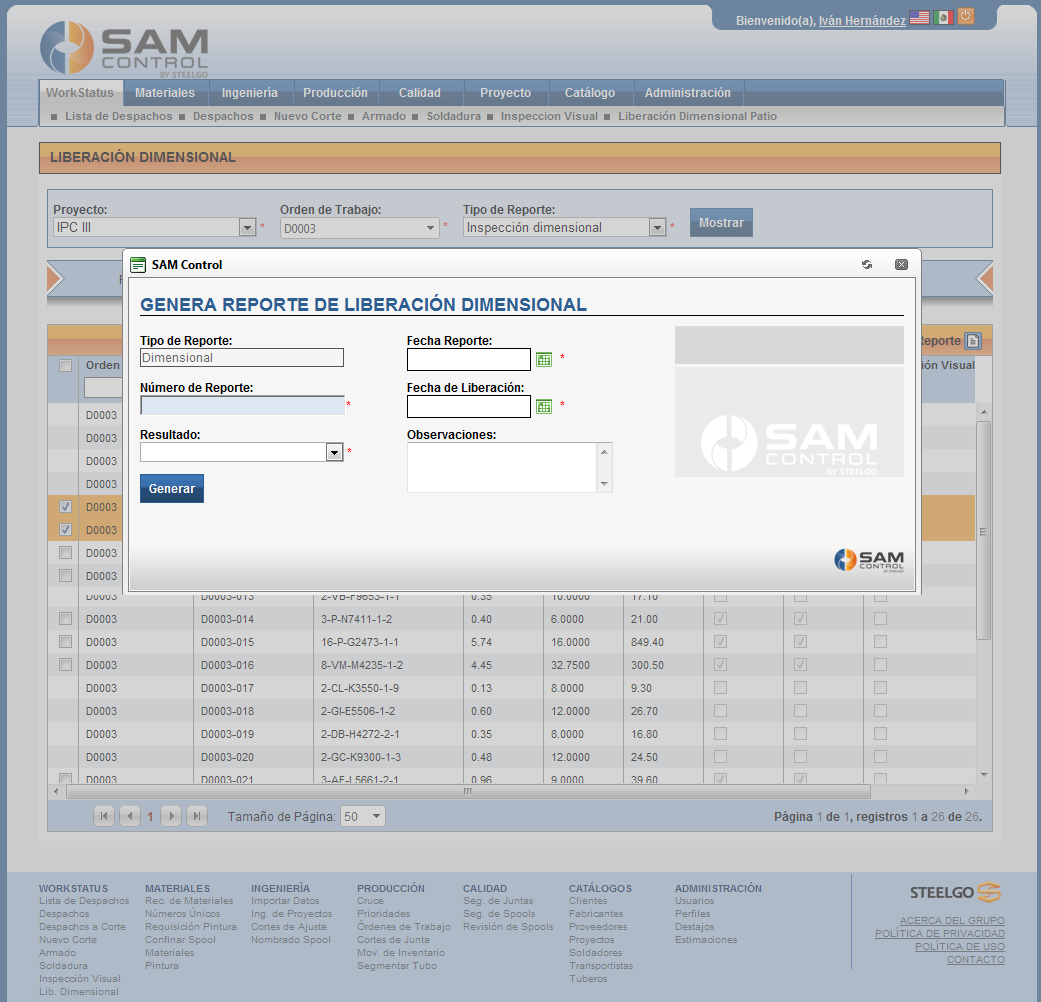 Bienvenido(a), Iván Hernández
SAM
CONTROL
BY STEELGO
WorkStatus Materiales Ingeniería Producción Calidad Proyecto Catálogo Administración
Lista de Despachos Despachos Nuevo Corte Armado Soldadura Inspeccion Visual Liberación Dimensional Patio
LIBERACIÓN DIMENSIONAL
Proyecto: Orden de Trabajo: Tipo de Reporte:
IPC III * D0003 * Inspección dimensional * Mostrar
SAM Control
GENERA REPORTE DE LIBERACIÓN DIMENSIONAL
Tipo de Reporte: Fecha Reporte:
Dimensional *
Número de Reporte: Fecha de Liberación:
* *
Resultado: Observaciones:
*
Generar
SAM
CONTROL
BY STEELGO
SAM
CONTROL
BY STEELGO
Orden
Visual
D0003
D0003
D0003
D0003
D0003
D0003
D0003
D0003
D0003 D0003-013 2-VB-F9653-1-1 0.35 10.0000 17.10
D0003 D0003-014 3-P-N7411-1-2 0.40 6.0000 21.00
D0003 D0003-015 16-P-G2473-1-1 5.74 16.0000 849.40
D0003 D0003-016 8-VM-M4235-1-2 4.45 32.7500 300.50
D0003 D0003-017 2-CL-K3550-1-9 0.13 8.0000 9.30
D0003 D0003-018 2-GI-E5506-1-2 0.60 12.0000 26.70
D0003 D0003-019 2-DB-H4272-2-1 0.35 8.0000 16.80
D0003 D0003-020 2-GC-K9300-1-3 0.48 12.0000 24.50
D0003 D0003-021 3-AF-L5661-2-1 0.96 9.0000 39.60
1 Tamaño de Página: 50 Página 1 de 1, registros 1 a 26 de 26.
WORKSTATUS MATERIALES INGENIERÍA PRODUCCIÓN CALIDAD CATÁLOGOS ADMINISTRACIÓN
Lista de Despachos Rec. de Materiales Importar Datos Cruce Seg. de Juntas Clientes Usuarios
Despachos Números Únicos Ing. de Proyectos Prioridades Seg. de Spools Fabricantes Perfiles
Despachos a Corte Requisición Pintura Cortes de Ajuste Órdenes de Trabajo Revisión de Spools Proveedores Destajos
Nuevo Corte Confinar Spool Nombrado Spool Cortes de Junta Proyectos Estimaciones
Armado Materiales Mov. de Inventario Soldadores
Soldadura Pintura Segmentar Tubo Transportistas
Inspección Visual Tuberos
Lib. Dimensional
STEELGO
ACERCA DEL GRUPO
POLÍTICA DE PRIVACIDAD
POLÍTICA DE USO
CONTACTO